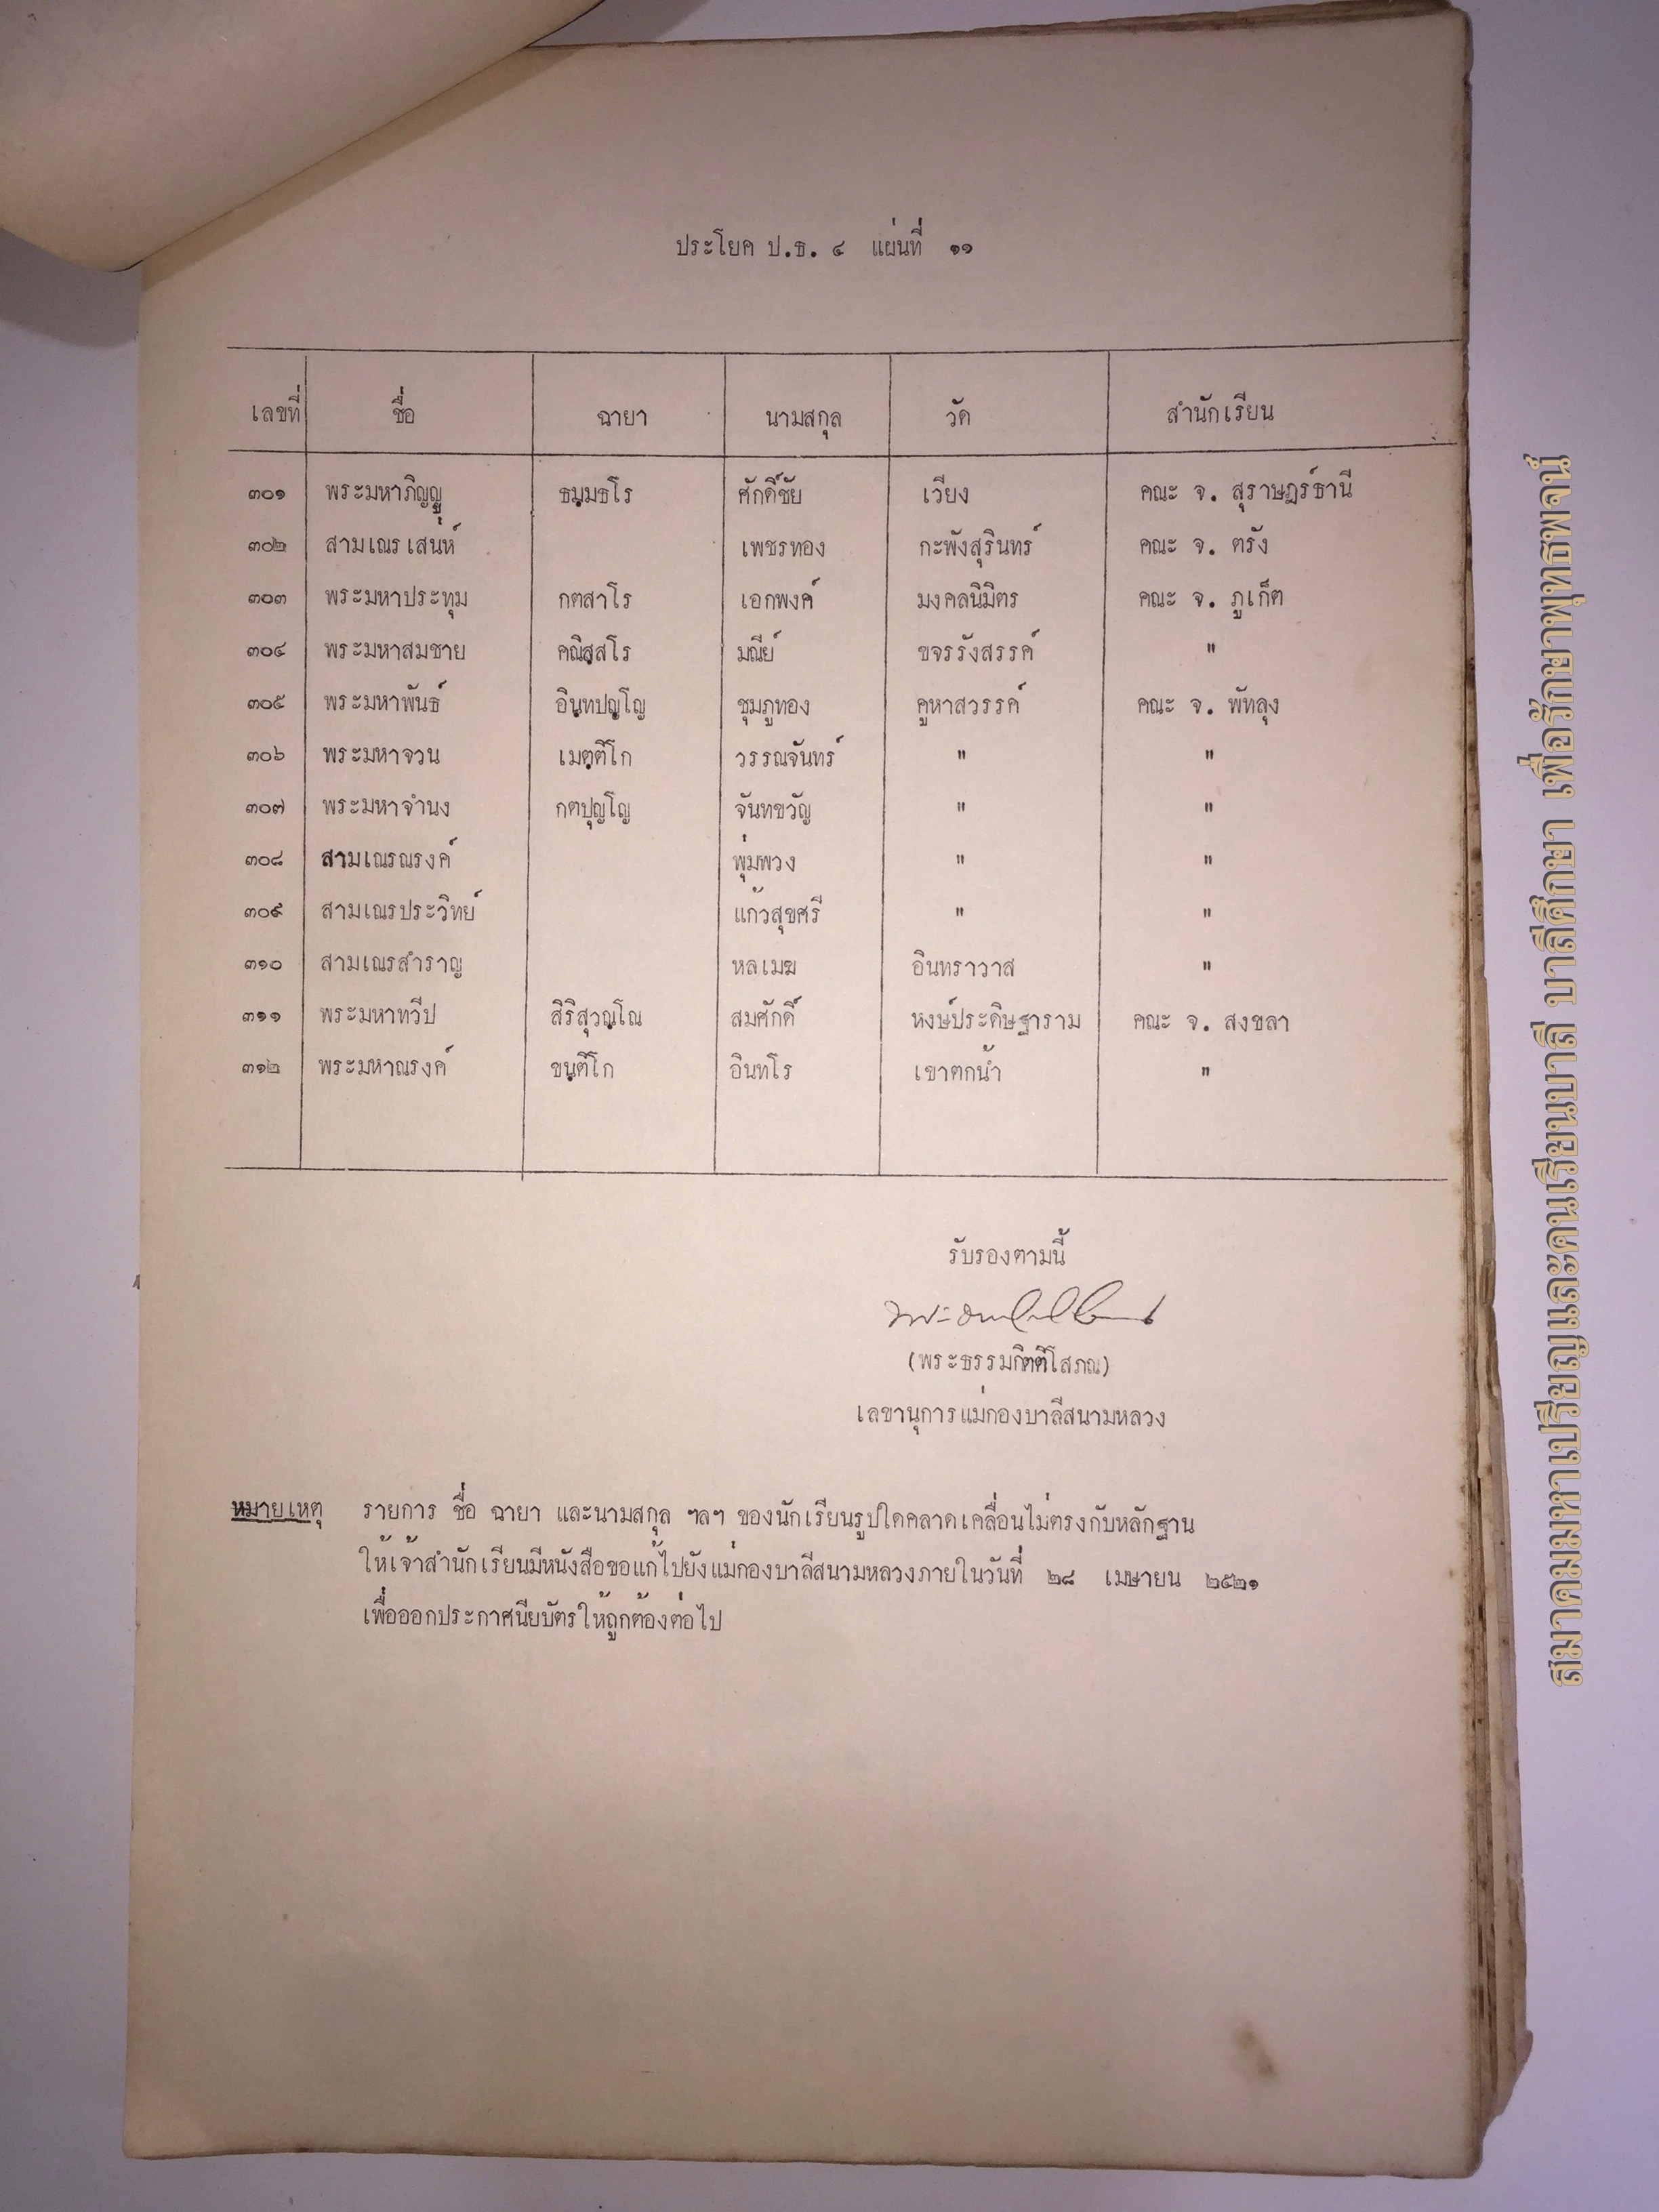 ประโยค ป.ธ. ๔ แผ่นที่ ๑๑
เลขที่ ชื่อ ฉายา นามสกุล วัด สำนักเรียน
๓๐๑ พระมหาภิญญฺู ธมฺมธโร ศักดิ์ชัย เวียง คณะ จ. สุราษฎร์ธานี
๓๐๒ สามเณรเสน่ห์ เพชรทอง กะพังสุรินทร์ คณะ จ. ตรัง
๓๐๓ พระมหาประทุม กตสาโร เอกพงค์ มงคลนิมิตร คณะ จ. ภูเก็ต
๓๐๔ พระมหาสมชาย คณิสฺสโร มณีย์ ขจรรังสรรค์ "
๓๐๕ พระมหาพันธ์ อินฺทปญฺโญ ชุมภูทอง คูหาสวรรค์ คณะ จ. พัทลุง
๓๐๖ พระมหาจวน เมตฺติโก วรรณจันทร์ " "
๓๐๗ พระมหาจำนง กตปุญฺโญ จันทขวัญ " "
๓๐๘ สามเณรณรงค์ พุ่มพวง " "
๓๐๙ สามเณรประวิทย์ แก้วสุขศรี " "
๓๑๐ สามเณรสำราญ หลเมฆ อินทราวาส "
๓๑๑ พระมหาทวีป สิริสุวณฺโณ สมศักดิ์ หงษ์ประดิษฐาราม คณะ จ. สงขลา
๓๑๒ พระมหาณรงค์ ขนฺติโก อินทโร เขาตกน้ำ "
รับรองตามนี้
(พระธรรมกิตติโสภณ)
เลขานุการแม่กองบาลีสนามหลวง
หมายเหตุ รายการ ชื่อ ฉายา และนามสกุล ฯลฯ ของนักเรียนรูปใดคลาดเคลื่อนไม่ตรงกับหลักฐาน
ให้เจ้าสำนักเรียนมีหนังสือขอแก้ไปยังแม่กองบาลีสนามหลวงภายในวันที่ ๒๘ เมษายน ๒๕๒๑
เพื่อออกประกาศนียบัตรให้ถูกต้องต่อไป
สมาคมมหาเปรียญและคนเรียนบาลี บาลีศึกษา เพื่อรักษาพุทธพจน์